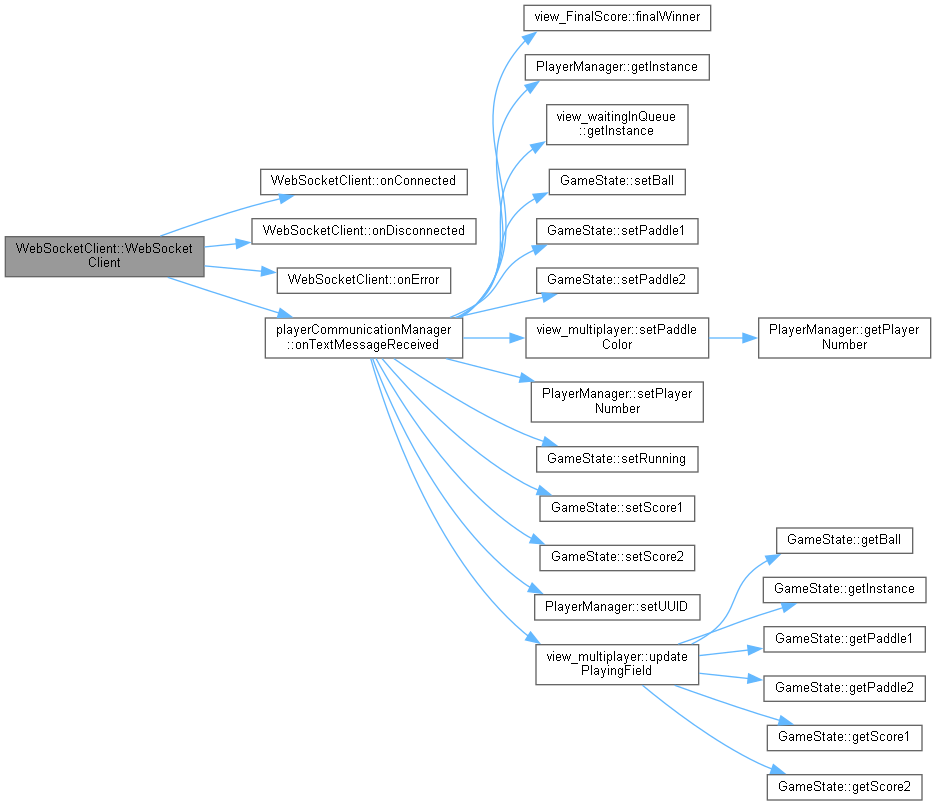 view_FinalScore::finalWinner
PlayerManager::getInstance
view_waitingInQueue
::getInstance
WebSocketClient::onConnected
GameState::setBall
WebSocketClient::onDisconnected
GameState::setPaddle1
WebSocketClient::WebSocket
Client
WebSocketClient::onError
GameState::setPaddle2
playerCommunicationManager
::onTextMessageReceived
view_multiplayer::setPaddle
Color
PlayerManager::getPlayer
Number
PlayerManager::setPlayer
Number
GameState::setRunning
GameState::setScore1
GameState::setScore2
PlayerManager::setUUID
view_multiplayer::update
PlayingField
GameState::getBall
GameState::getInstance
GameState::getPaddle1
GameState::getPaddle2
GameState::getScore1
GameState::getScore2